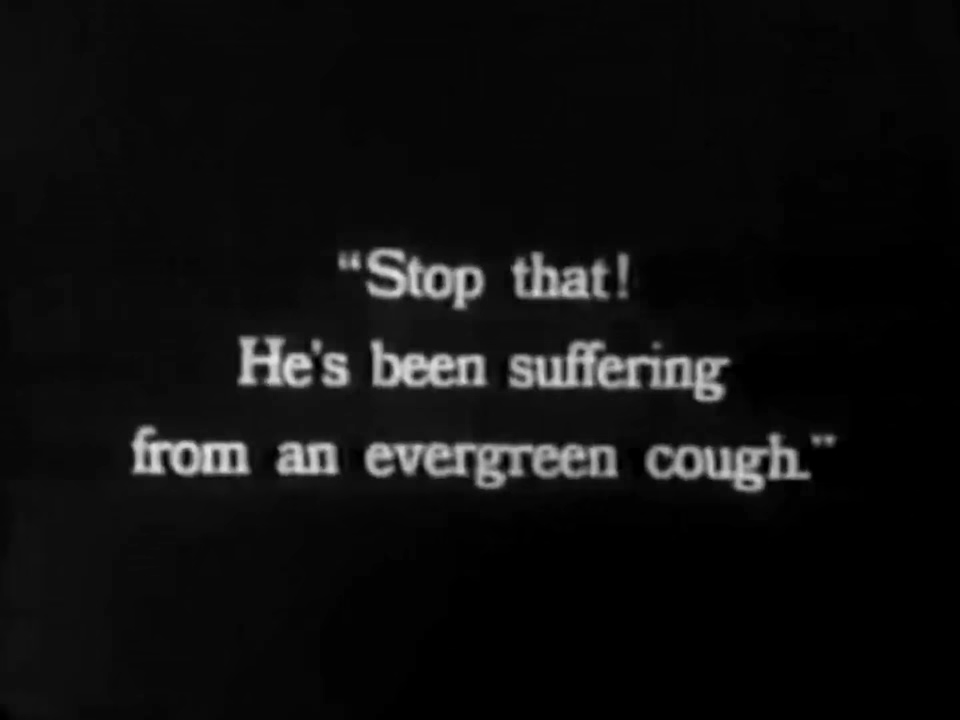 “Stop that!
He's been suffering
from an evergreen cough.”